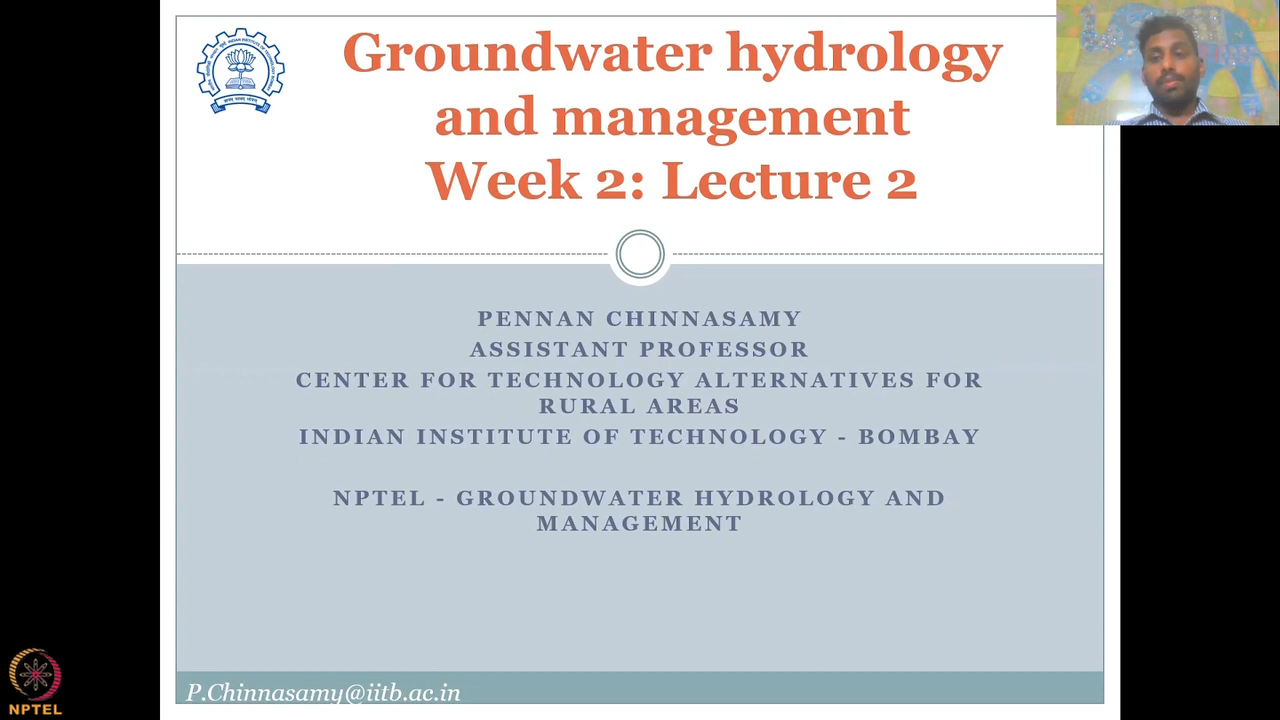 Groundwater hydrology
and management
Week 2: Lecture 2
PENNAN CHINNASAMY
ASSISTANT PROFESSOR
CENTER FOR TECHNOLOGY ALTERNATIVES FOR
RURAL AREAS
INDIAN INSTITUTE OF TECHNOLOGY - BOMBAY
NPTEL - GROUNDWATER HYDROLOGY AND
MANAGEMENT
P.Chinnasamy@iitb.ac.in
NPTEL